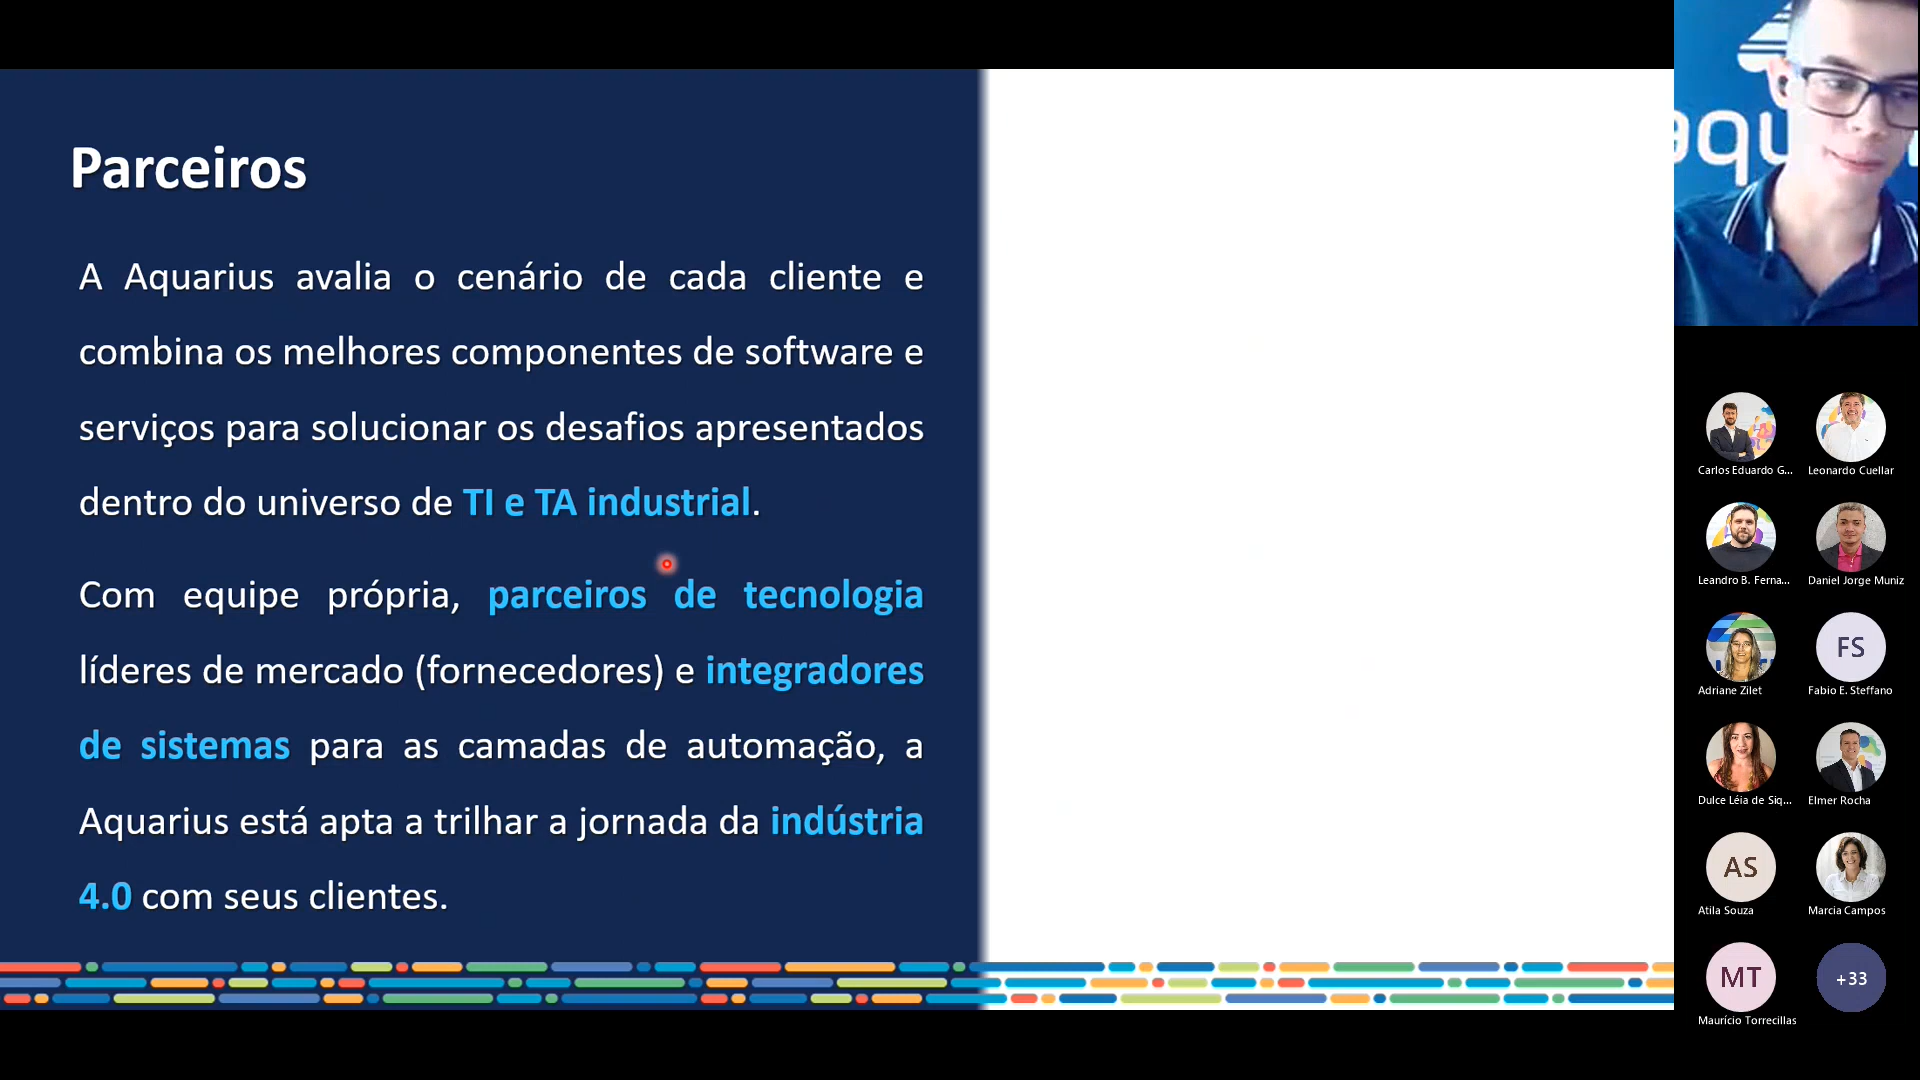 Parceiros
A Aquarius avalia o cenário de cada cliente e
combina os melhores componentes de software e
serviços para solucionar os desafios apresentados
dentro do universo de TI e TA industrial.
Com equipe própria, parceiros de tecnologia
líderes de mercado (fornecedores) e integradores
de sistemas para as camadas de automação, a
Aquarius está apta a trilhar a jornada da indústria
4.0 com seus clientes.
aqu
Carlos Eduardo G...
Leonardo Cuellar
Leandro B. Ferna...
Daniel Jorge Muniz
FS
Adriane Zilet
Fabio E. Steffano
Dulce Léia de Siq...
Elmer Rocha
AS
Atila Souza
Marcia Campos
MT
+33
Maurício Torrecillas